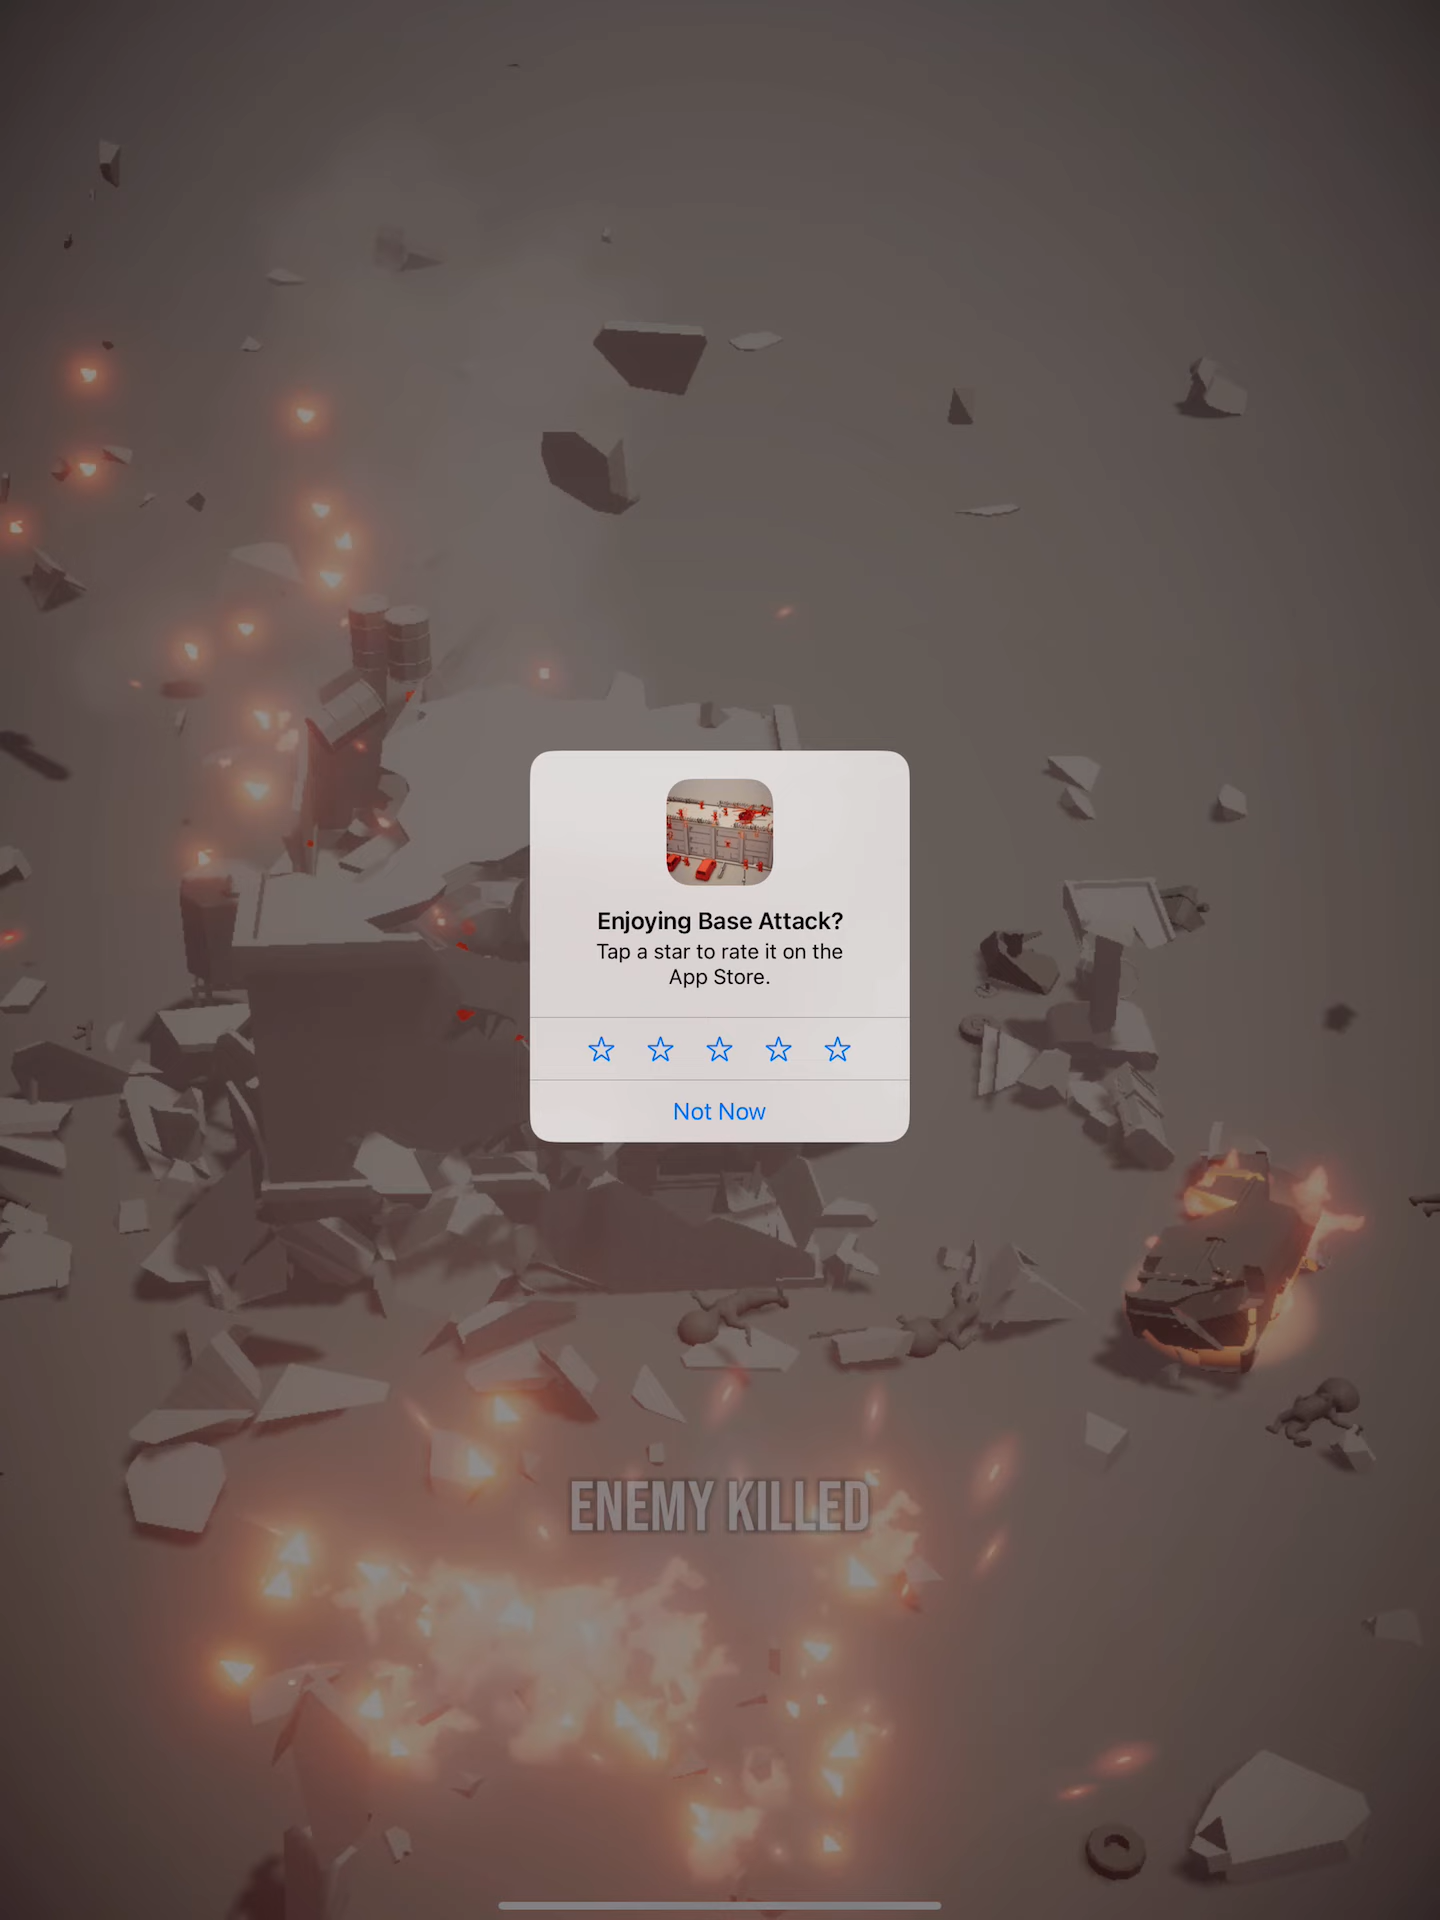 Enjoying Base Attack?
Tap a star to rate it on the
App Store.
Not Now
ENEMY KILLED